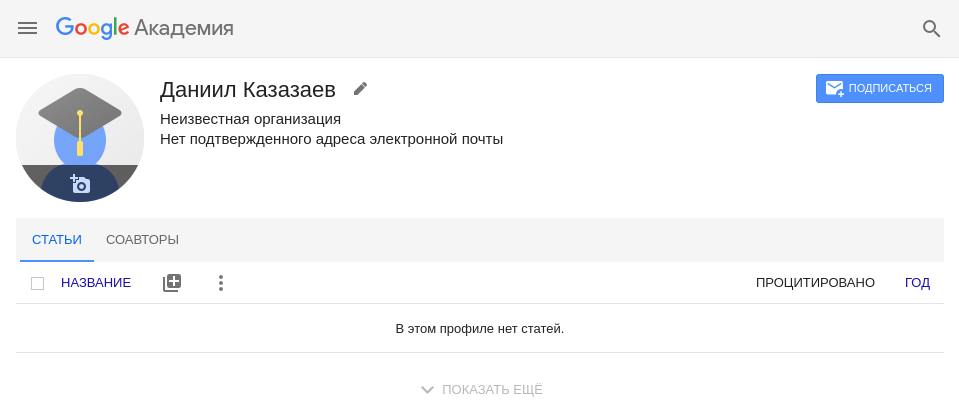 Google Академия
Даниил Казазаев
ПОДПИСАТЬСЯ
Неизвестная организация
Нет подтвержденного адреса электронной почты
СТАТЬИ СОАВТОРЫ
НАЗВАНИЕ ПРОЦИТИРОВАНО ГОД
В этом профиле нет статей.
ПОКАЗАТЬ ЕЩЁ